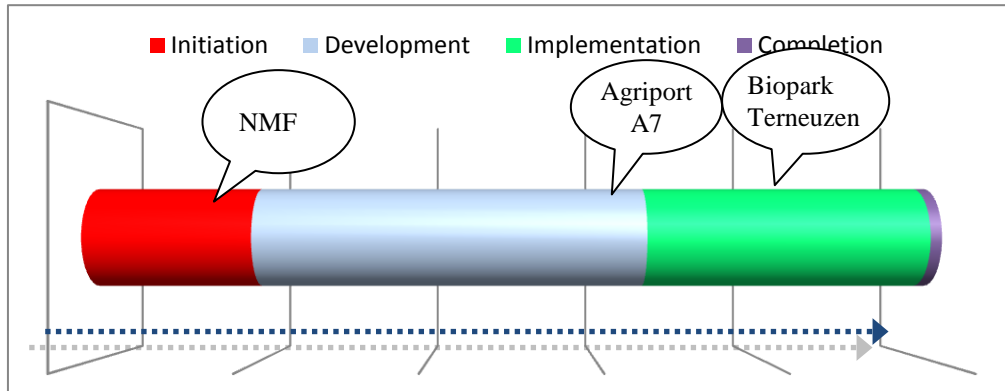 Initiation Development Implementation Completion
NMF
Agriport
A7
Biopark
Terneuzen